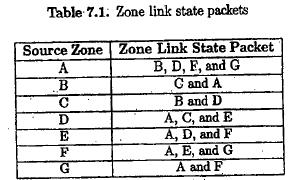 Table 7.1. Zone link state packets
Source Zone Zone Link State Packet
A B, D, F, and G
B C and A
C B and D
D A, C, and E
E A, D, and F
F A, E, and G
G A and F